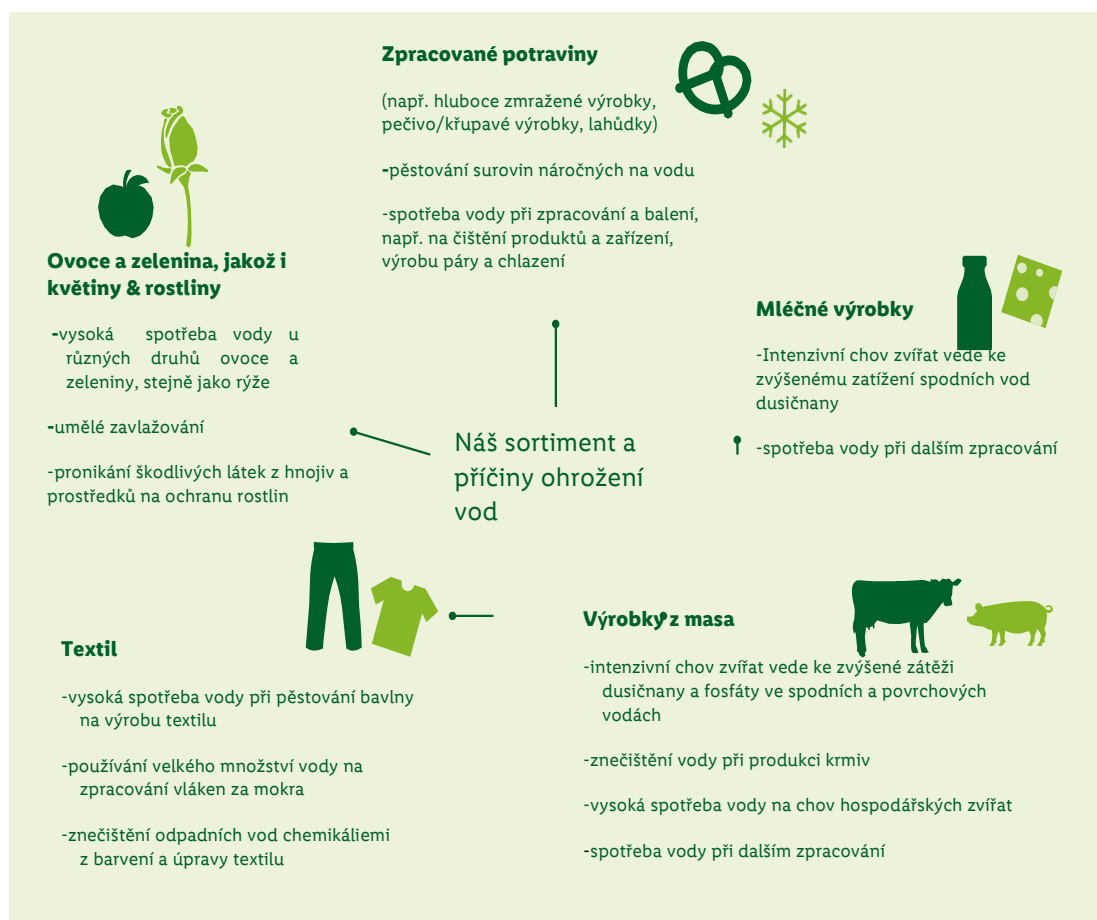 Zpracované potraviny
(např. hluboce zmražené výrobky,
pečivo/křupavé výrobky, lahůdky)
-pěstování surovin náročných na vodu
-spotřeba vody při zpracování a balení,
např. na čištění produktů a zařízení,
výrobu páry a chlazení
Ovoce a zelenina, jakož i
květiny & rostliny
-vysoká spotřeba vody u
různých druhů ovoce a
zeleniny, stejně jako rýže
-umělé zavlažování
-pronikání škodlivých látek z hnojiv a
prostředků na ochranu rostlin
Mléčné výrobky
-Intenzivní chov zvířat vede ke
zvýšenému zatížení spodních vod
dusičnany
-spotřeba vody při dalším zpracování
Náš sortiment a
příčiny ohrožení
vod
Textil
-vysoká spotřeba vody při pěstování bavlny
na výrobu textilu
-používání velkého množství vody na
zpracování vláken za mokra
-znečištění odpadních vod chemikáliemi
z barvení a úpravy textilu
Výrobky z masa
-intenzivní chov zvířat vede ke zvýšené zátěži
dusičnany a fosfáty ve spodních a povrchových
vodách
-znečištění vody při produkci krmiv
-vysoká spotřeba vody na chov hospodářských zvířat
-spotřeba vody při dalším zpracování